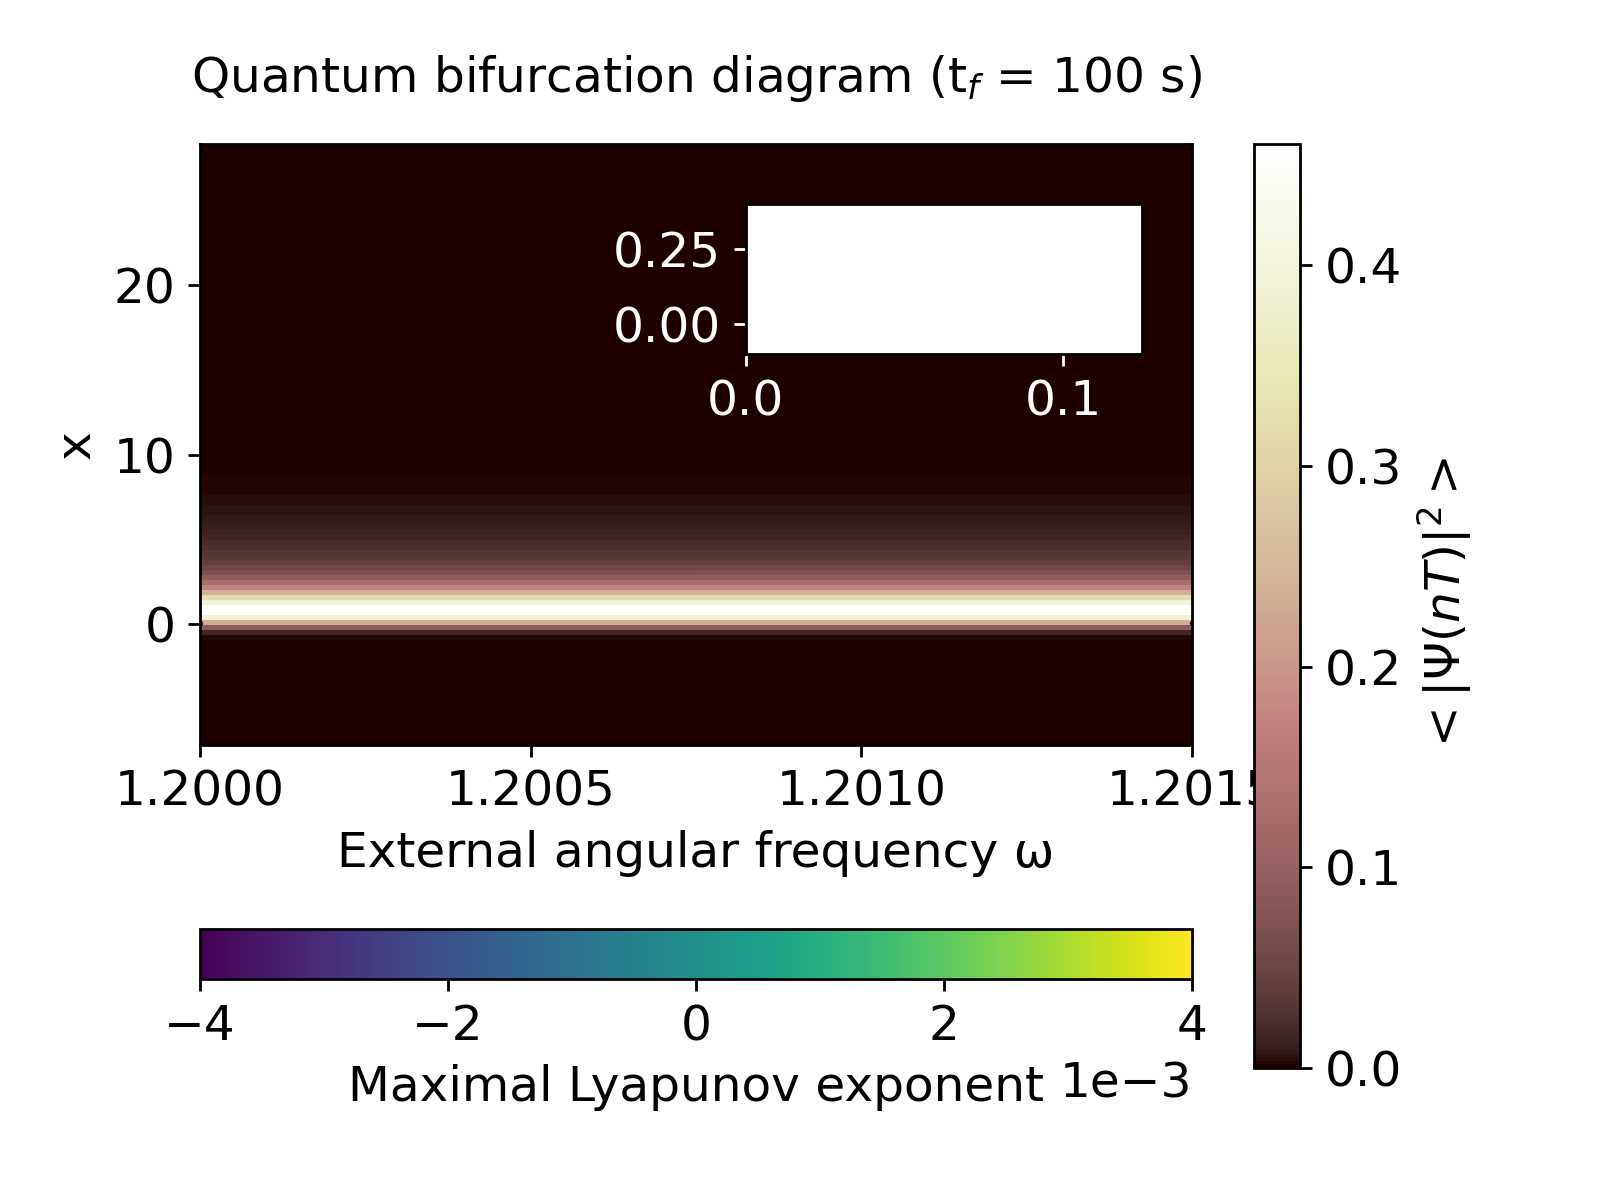 Quantum bifurcation diagram (t_f = 100 s)
x
20
10
0
0.25
0.00
0.0 0.1
1.2000 1.2005 1.2010 1.2015
External angular frequency ω
−4 −2 0 2 4
Maximal Lyapunov exponent 1e−3
0.4
0.3
0.2
0.1
0.0
< |Ψ(nT)|² >